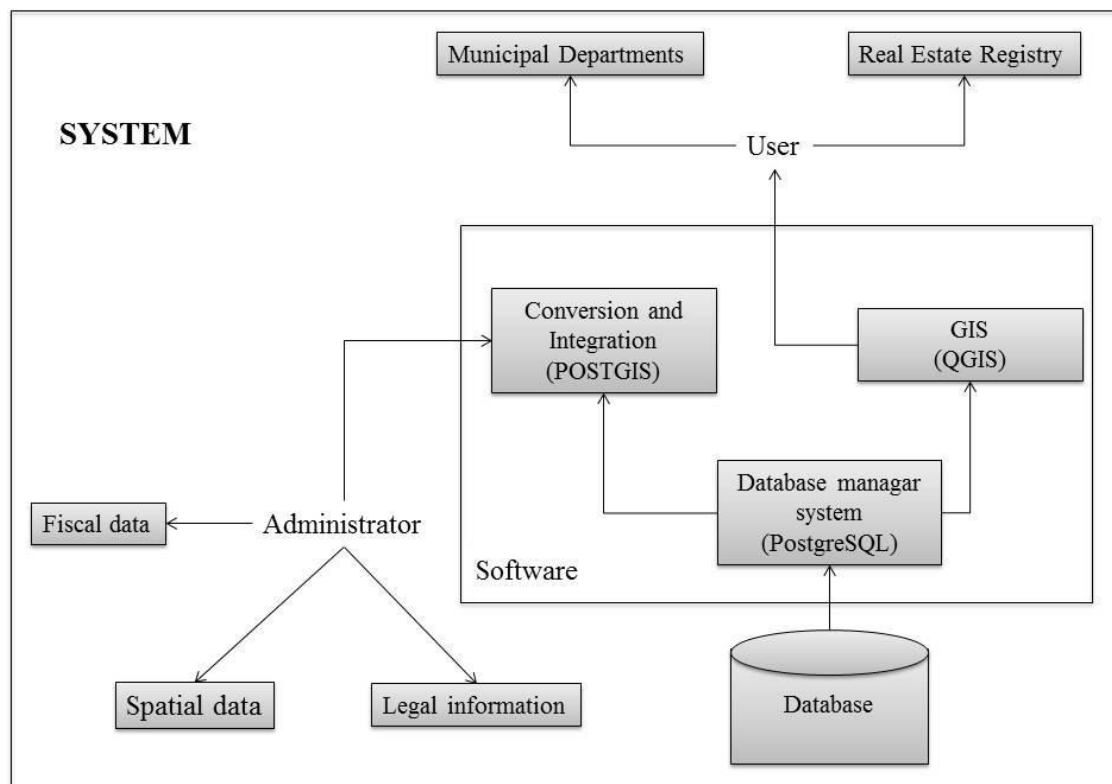 Municipal Departments
Real Estate Registry
SYSTEM
User
Conversion and
Integration
(POSTGIS)
GIS
(QGIS)
Database managar
system
(PostgreSQL)
Fiscal data
Administrator
Software
Spatial data
Legal information
Database